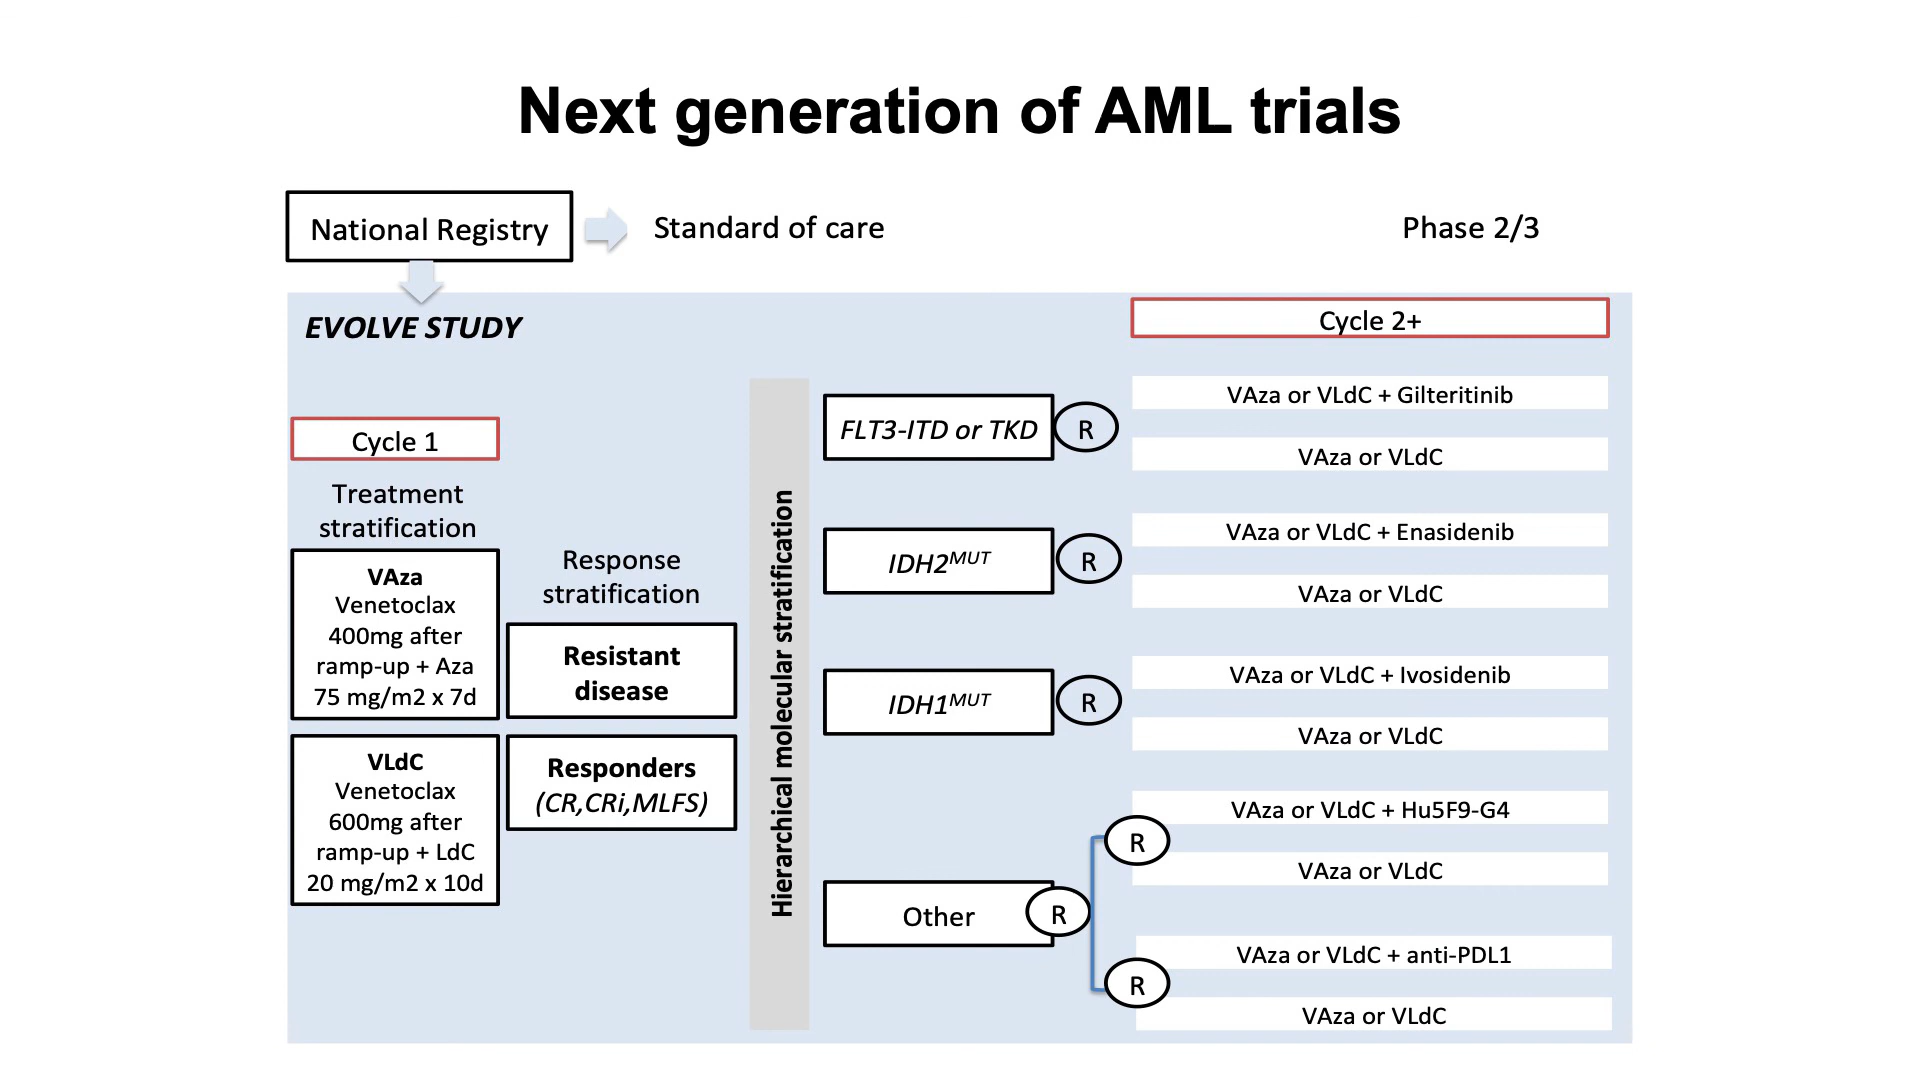 Next generation of AML trials
National Registry
Standard of care
Phase 2/3
EVOLVE STUDY
Cycle 1
Treatment
stratification
VAza
Venetoclax
400mg after
ramp-up + Aza
75 mg/m2 x 7d
VLdC
Venetoclax
600mg after
ramp-up + LdC
20 mg/m2 x 10d
Response
stratification
Resistant
disease
Responders
(CR,CRi,MLFS)
Hierarchical molecular stratification
FLT3-ITD or TKD
R
IDH2MUT
R
IDH1MUT
R
Other
R
R
R
Cycle 2+
VAza or VLdC + Gilteritinib
VAza or VLdC
VAza or VLdC + Enasidenib
VAza or VLdC
VAza or VLdC + Ivosidenib
VAza or VLdC
VAza or VLdC + Hu5F9-G4
VAza or VLdC
VAza or VLdC + anti-PDL1
VAza or VLdC